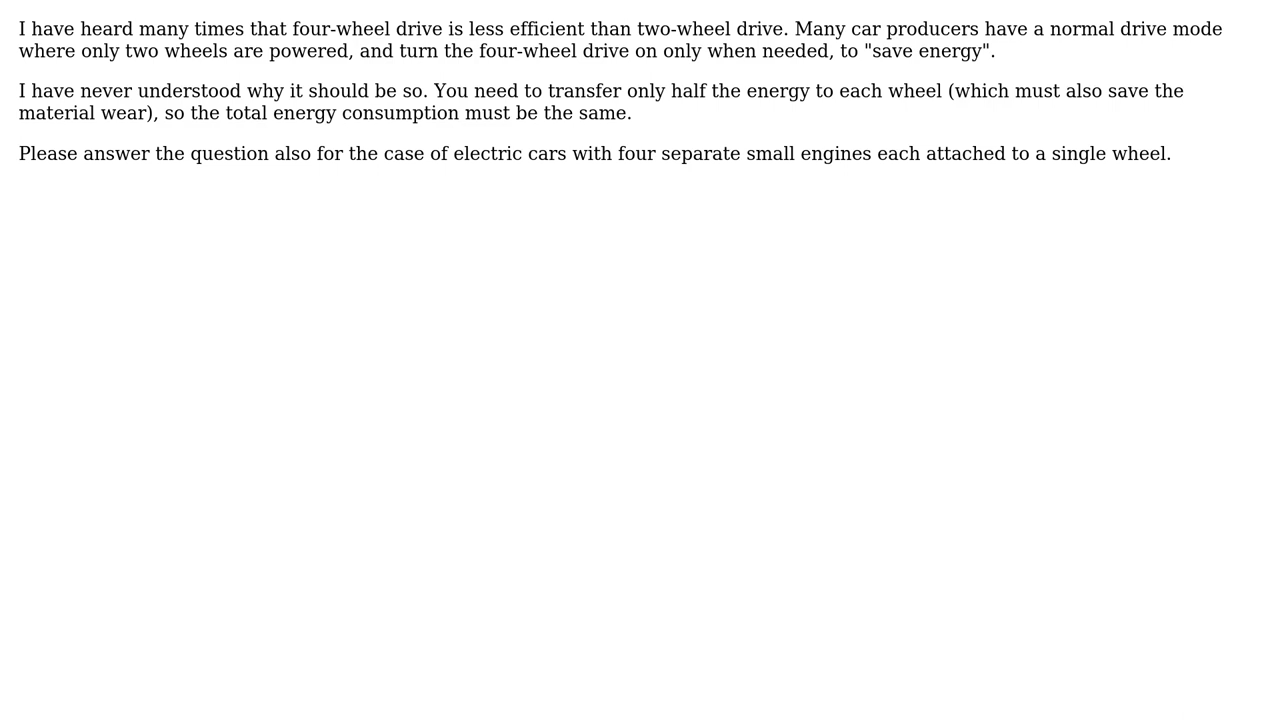 I have heard many times that four-wheel drive is less efficient than two-wheel drive. Many car producers have a normal drive mode
where only two wheels are powered, and turn the four-wheel drive on only when needed, to "save energy".
I have never understood why it should be so. You need to transfer only half the energy to each wheel (which must also save the
material wear), so the total energy consumption must be the same.
Please answer the question also for the case of electric cars with four separate small engines each attached to a single wheel.